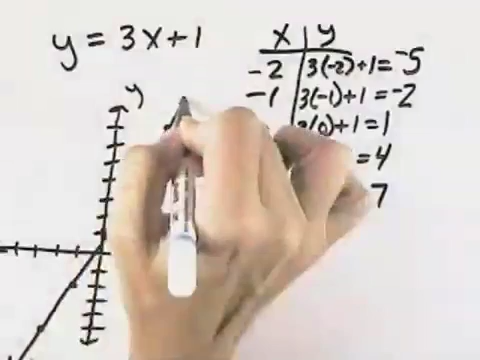 y = 3x+1
x y
-2 3(-2)+1=-5
-1 3(-1)+1=-2
(0)+1=1
=4
7
y